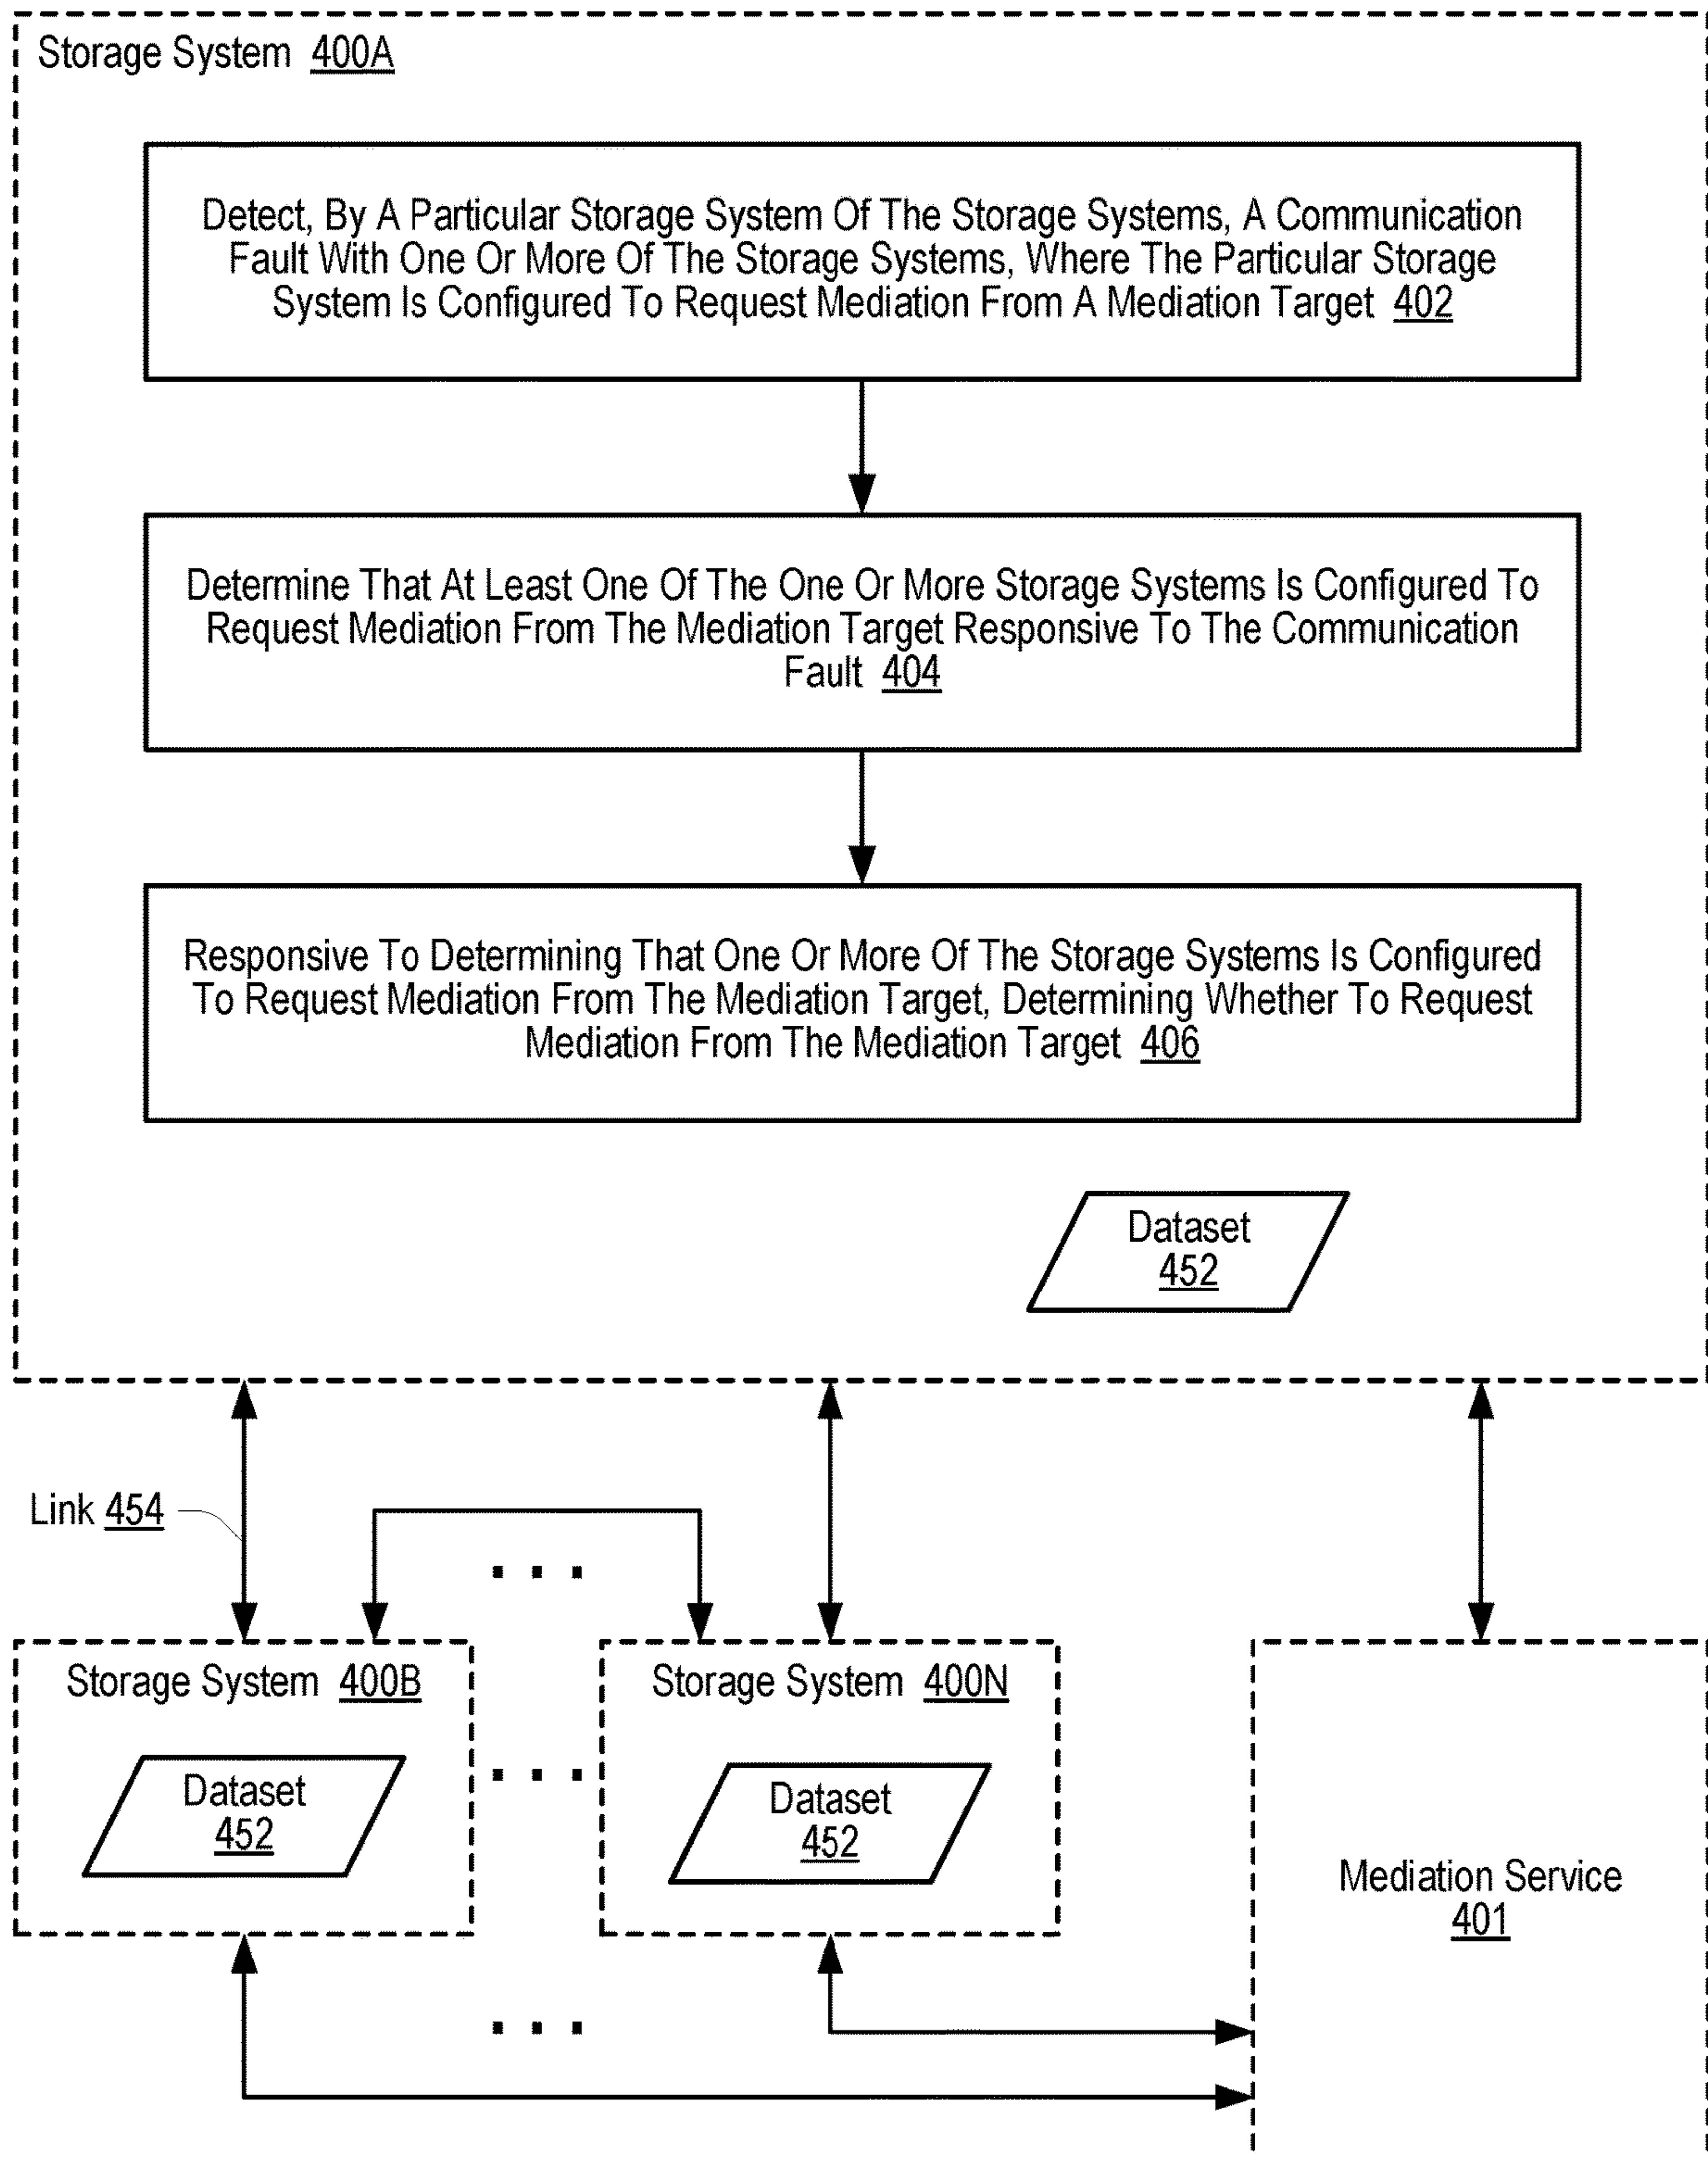 Storage System 400A
Detect, By A Particular Storage System Of The Storage Systems, A Communication
Fault With One Or More Of The Storage Systems, Where The Particular Storage
System Is Configured To Request Mediation From A Mediation Target 402
Determine That At Least One Of The One Or More Storage Systems Is Configured To
Request Mediation From The Mediation Target Responsive To The Communication
Fault 404
Responsive To Determining That One Or More Of The Storage Systems Is Configured
To Request Mediation From The Mediation Target, Determining Whether To Request
Mediation From The Mediation Target 406
Dataset
452
Link 454
Storage System 400B
Dataset
452
Storage System 400N
Dataset
452
Mediation Service
401